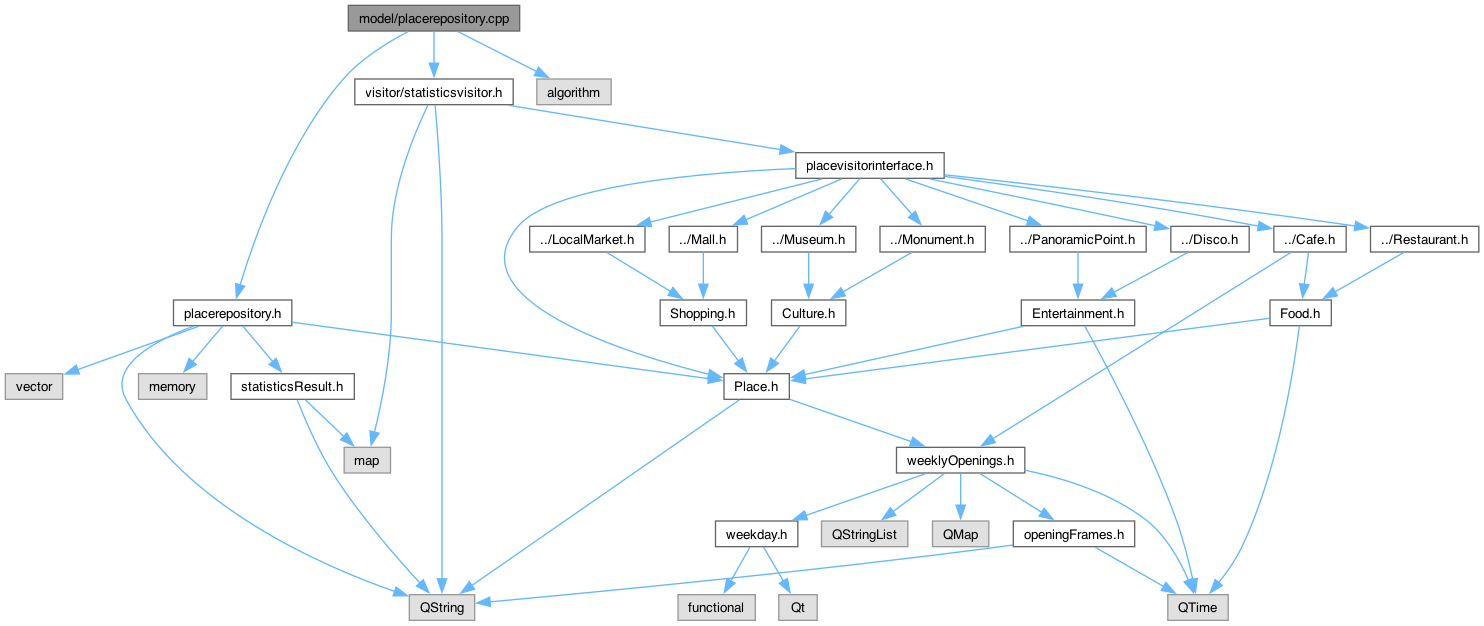 model/placerepository.cpp
visitor/statisticsvisitor.h
algorithm
placevisitorinterface.h
../LocalMarket.h
../Mall.h
../Museum.h
../Monument.h
../PanoramicPoint.h
../Disco.h
../Cafe.h
../Restaurant.h
placerepository.h
Shopping.h
Culture.h
Entertainment.h
Food.h
vector
memory
statisticsResult.h
Place.h
map
weeklyOpenings.h
weekday.h
QStringList
QMap
openingFrames.h
QString
functional
Qt
QTime